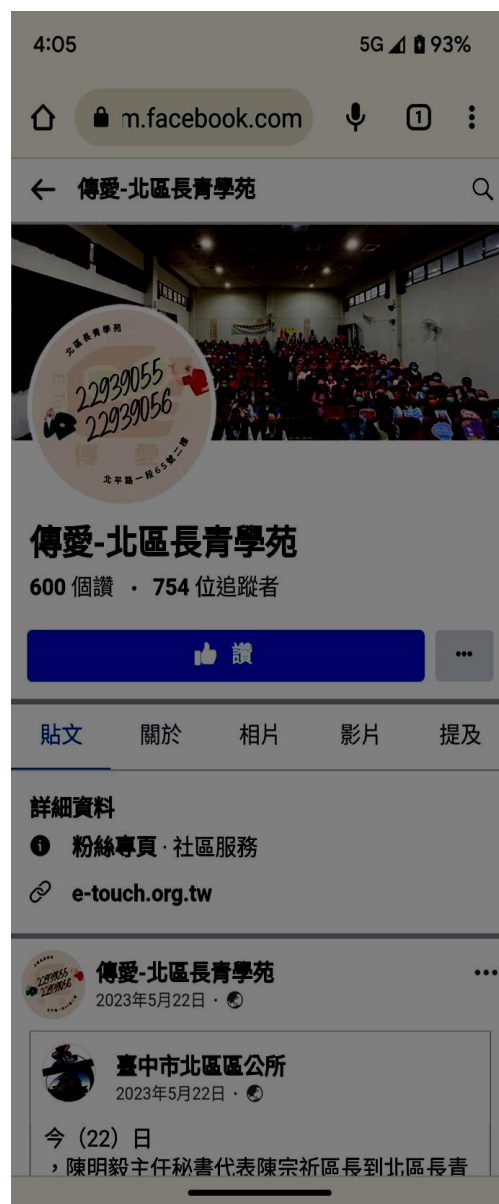 4:05
5G 93%
m.facebook.com
1
傳愛-北區長青學苑
北區長青學苑
22939055
22939056
傳愛
北平路一段65號二樓
傳愛-北區長青學苑
600 個讚 · 754 位追蹤者
讚
貼文 關於 相片 影片 提及
詳細資料
粉絲專頁 · 社區服務
e-touch.org.tw
22939055
22939056
傳愛-北區長青學苑
2023年5月22日 ·
臺中市北區區公所
2023年5月22日 ·
今（22）日
，陳明毅主任秘書代表陳宗祈區長到北區長青